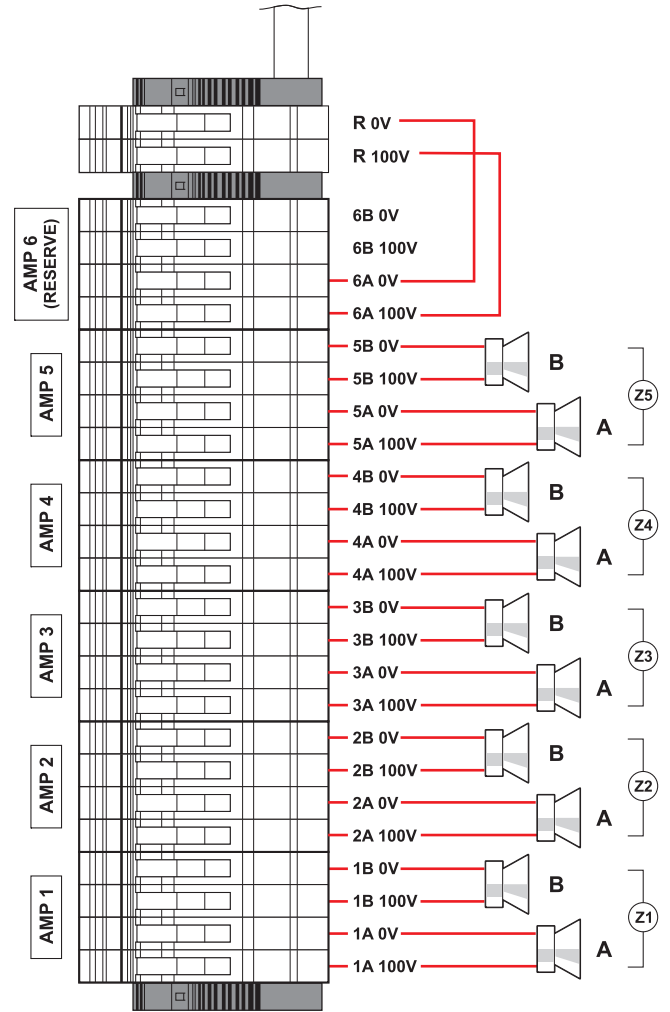 R 0V
R 100V
AMP 6
(RESERVE)
6B 0V
6B 100V
6A 0V
6A 100V
AMP 5
5B 0V
5B 100V
B
5A 0V
5A 100V
A
Z5
AMP 4
4B 0V
4B 100V
B
4A 0V
4A 100V
A
Z4
AMP 3
3B 0V
3B 100V
B
3A 0V
3A 100V
A
Z3
AMP 2
2B 0V
2B 100V
B
2A 0V
2A 100V
A
Z2
AMP 1
1B 0V
1B 100V
B
1A 0V
1A 100V
A
Z1